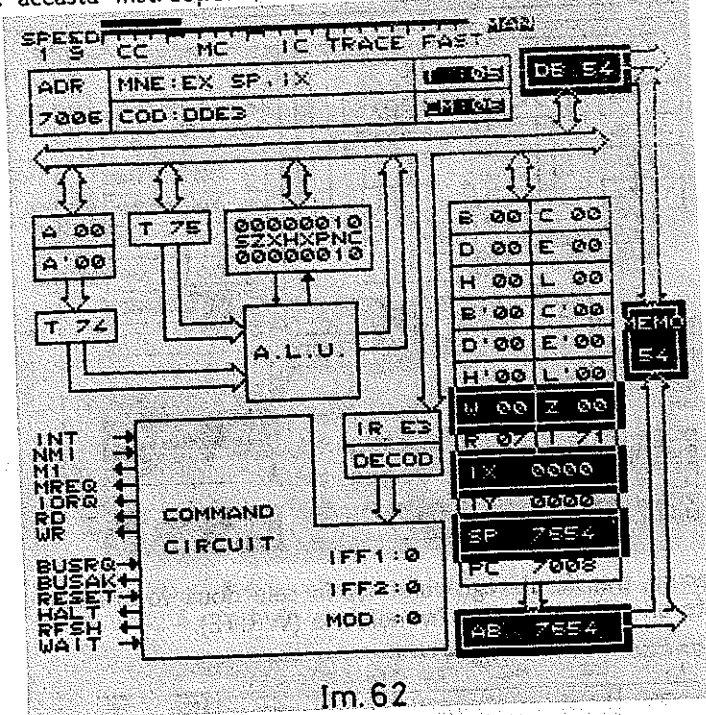 SPEED CC MC IC TRACE FAST
1 S
ADR MNE:EX SP,IX DB 54
7006 COD:DDE3
A 00 T 75 00000010 B 00 C 00
SZXHXPNC
A'00 00000010 D 00 E 00
H 00 L 00
T 74 B'00 C'00 MEMO
A.L.U. D'00 E'00 54
H'00 L'00
W 00 Z 00
INT IR E3 R 07
NMI DECOD IX 0000
M1
MREQ IY 0000
IORQ
RD COMMAND SP 7654
WR CIRCUIT IFF1:0 PC 7008
BUSRQ
BUSAK IFF2:0
RESET
HALT MOD :0 AB 7654
RFSH
WAIT
Im. 62